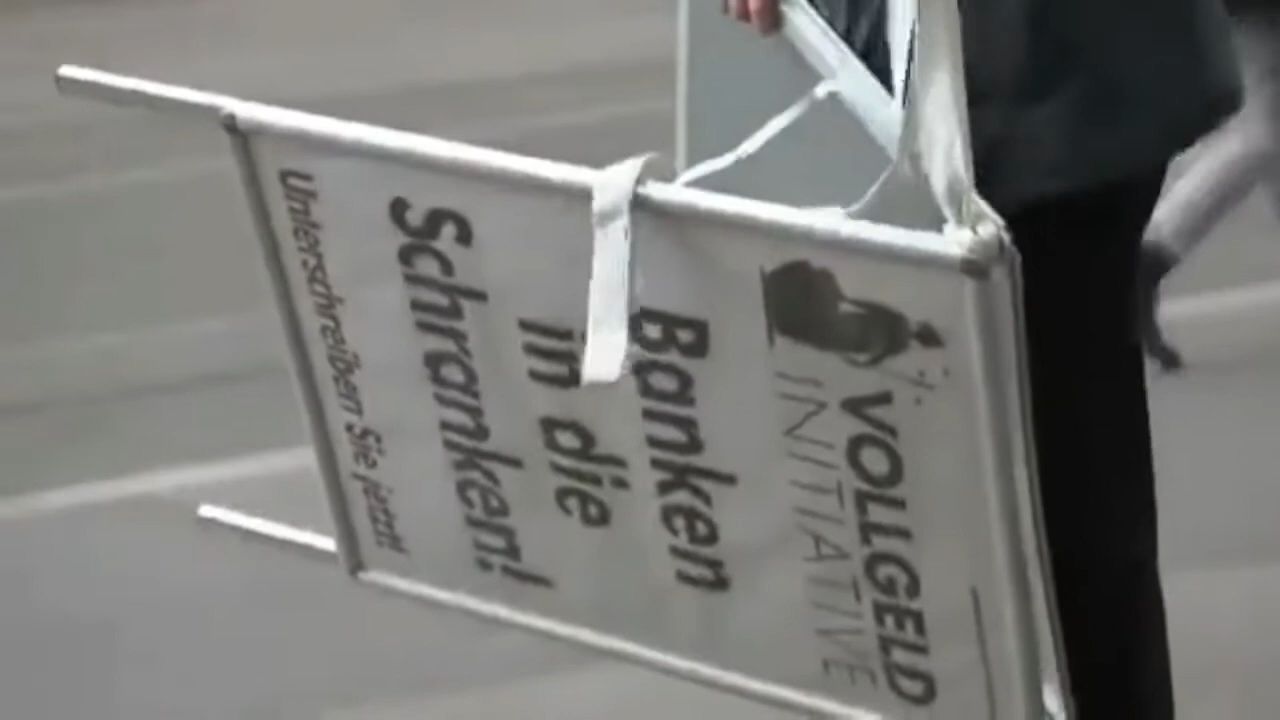 VOLLGELD
INITIATIVE
Banken
in die
Schranken!
Unterschreiben Sie jetzt!